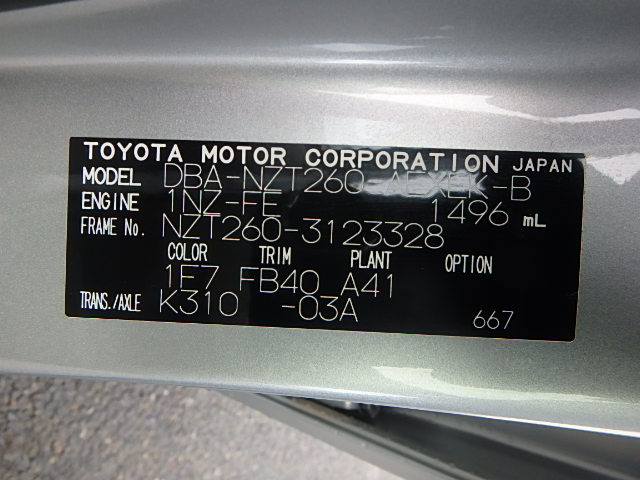 TOYOTA MOTOR CORPORATION JAPAN
MODEL DBA-NZT260-AEXEK-B
ENGINE 1NZ-FE 1496 mL
FRAME No. NZT260-3123328
COLOR TRIM PLANT OPTION
1F7 FB40 A41
TRANS./AXLE K310 -03A
667